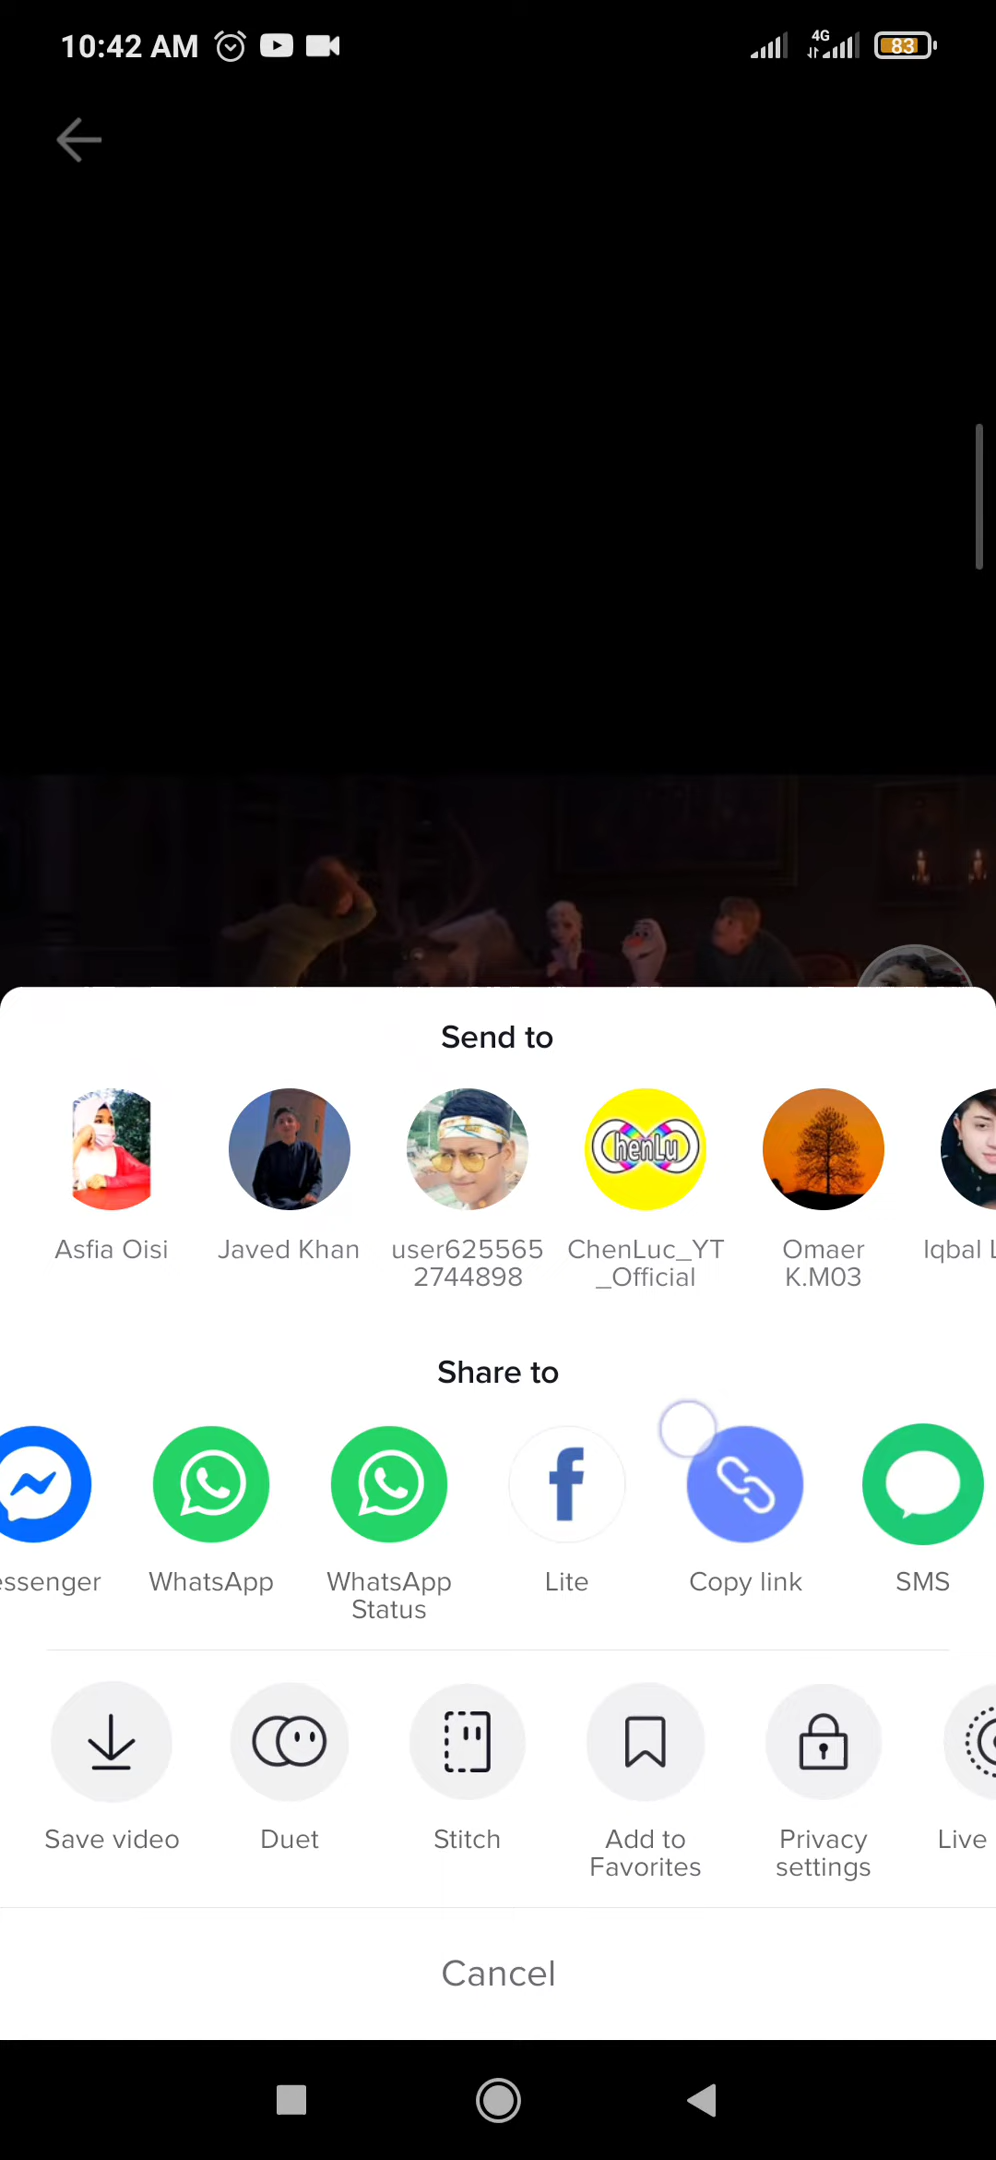 10:42 AM 4G 83
Send to
henLu
Asfia Oisi Javed Khan user625565 ChenLuc_YT Omaer Iqbal L
2744898 _Official K.M03
Share to
essenger WhatsApp WhatsApp Lite Copy link SMS
Status
Save video Duet Stitch Add to Privacy Live
Favorites settings
Cancel